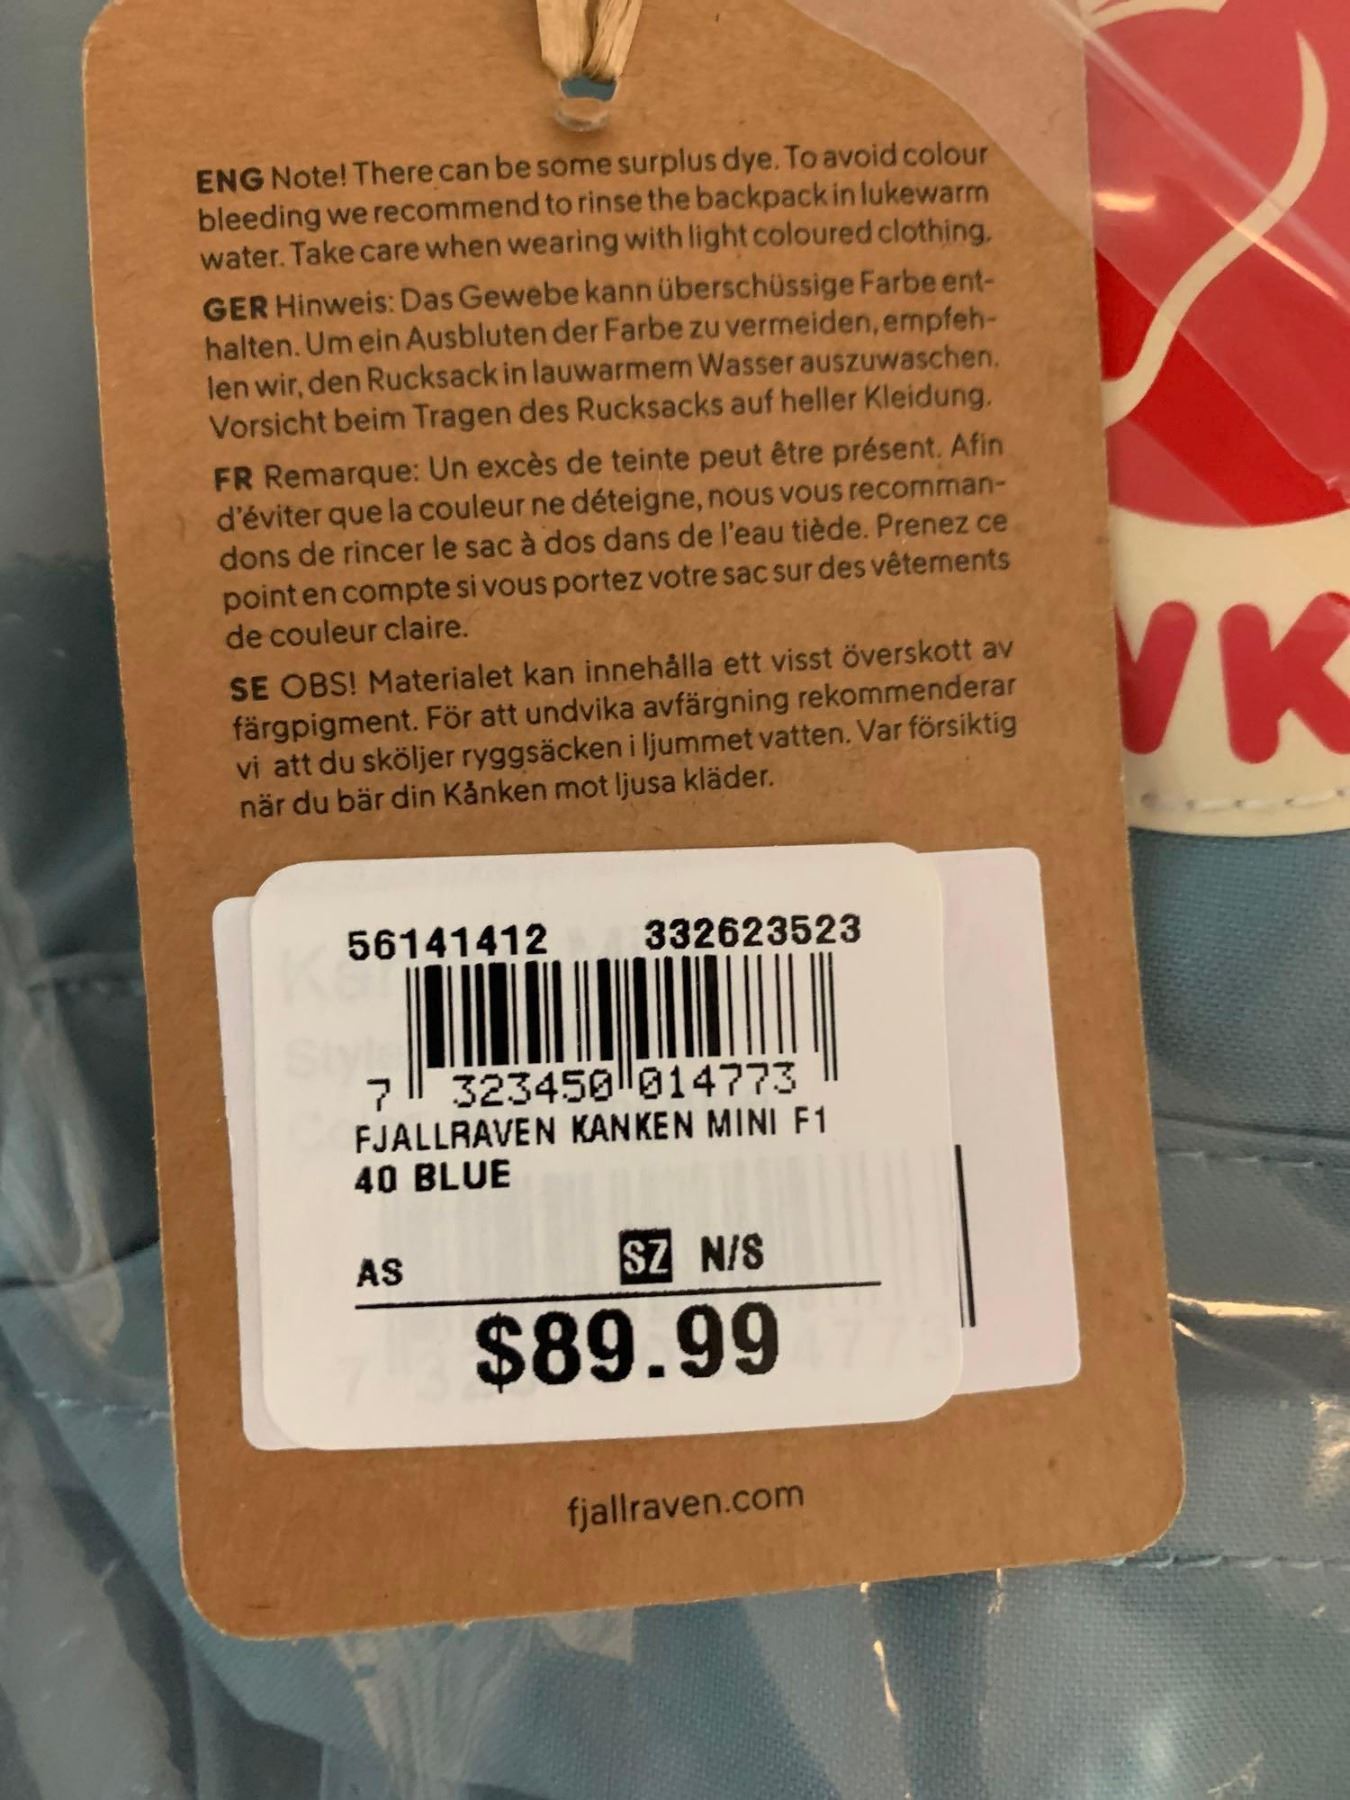 ENG Note! There can be some surplus dye. To avoid colour
bleeding we recommend to rinse the backpack in lukewarm
water. Take care when wearing with light coloured clothing.
GER Hinweis: Das Gewebe kann überschüssige Farbe ent-
halten. Um ein Ausbluten der Farbe zu vermeiden, empfeh-
len wir, den Rucksack in lauwarmem Wasser auszuwaschen.
Vorsicht beim Tragen des Rucksacks auf heller Kleidung.
FR Remarque: Un excès de teinte peut être présent. Afin
d'éviter que la couleur ne déteigne, nous vous recomman-
dons de rincer le sac à dos dans de l'eau tiède. Prenez ce
point en compte si vous portez votre sac sur des vêtements
de couleur claire.
SE OBS! Materialet kan innehålla ett visst överskott av
färgpigment. För att undvika avfärgning rekommenderar
vi att du sköljer ryggsäcken i ljummet vatten. Var försiktig
när du bär din Kånken mot ljusa kläder.
56141412 332623523
7 323450 014773
FJALLRAVEN KANKEN MINI F1
40 BLUE
AS SZ N/S
$89.99
fjallraven.com